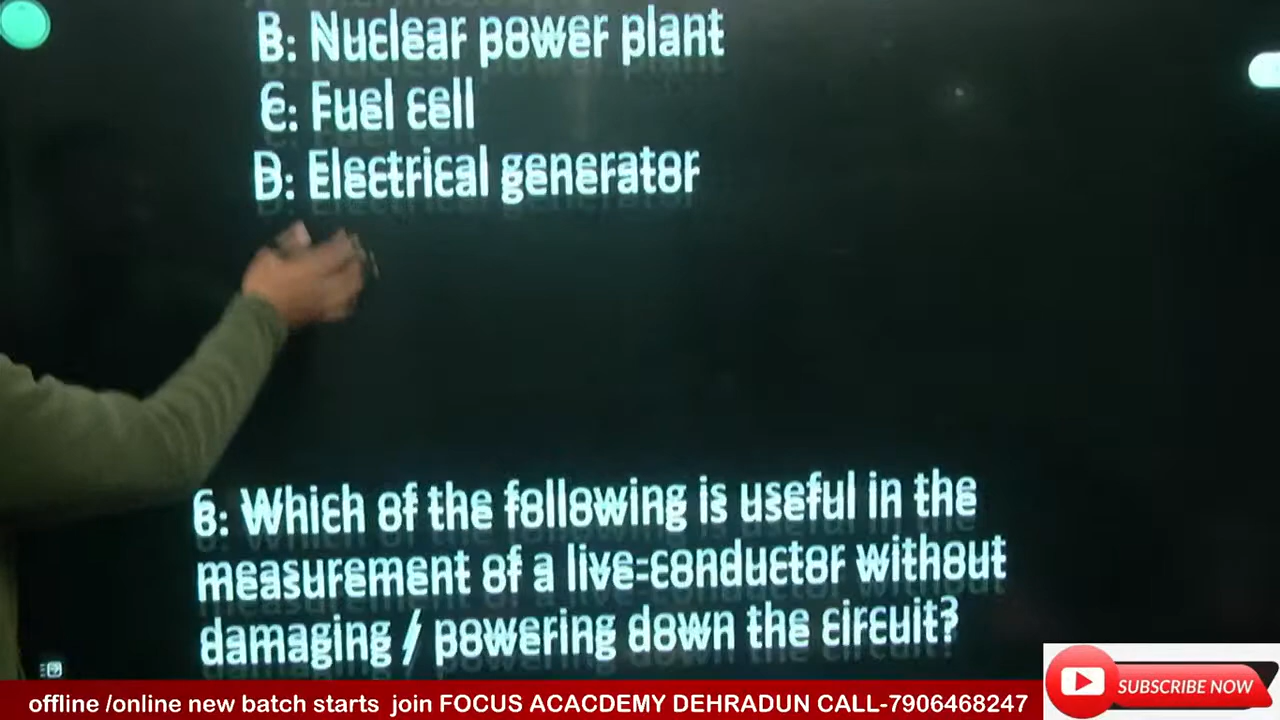 B: Nuclear power plant
C: Fuel cell
D: Electrical generator
6: Which of the following is useful in the
measurement of a live-conductor without
damaging / powering down the circuit?
offline /online new batch starts join FOCUS ACACDEMY DEHRADUN CALL-7906468247
SUBSCRIBE NOW